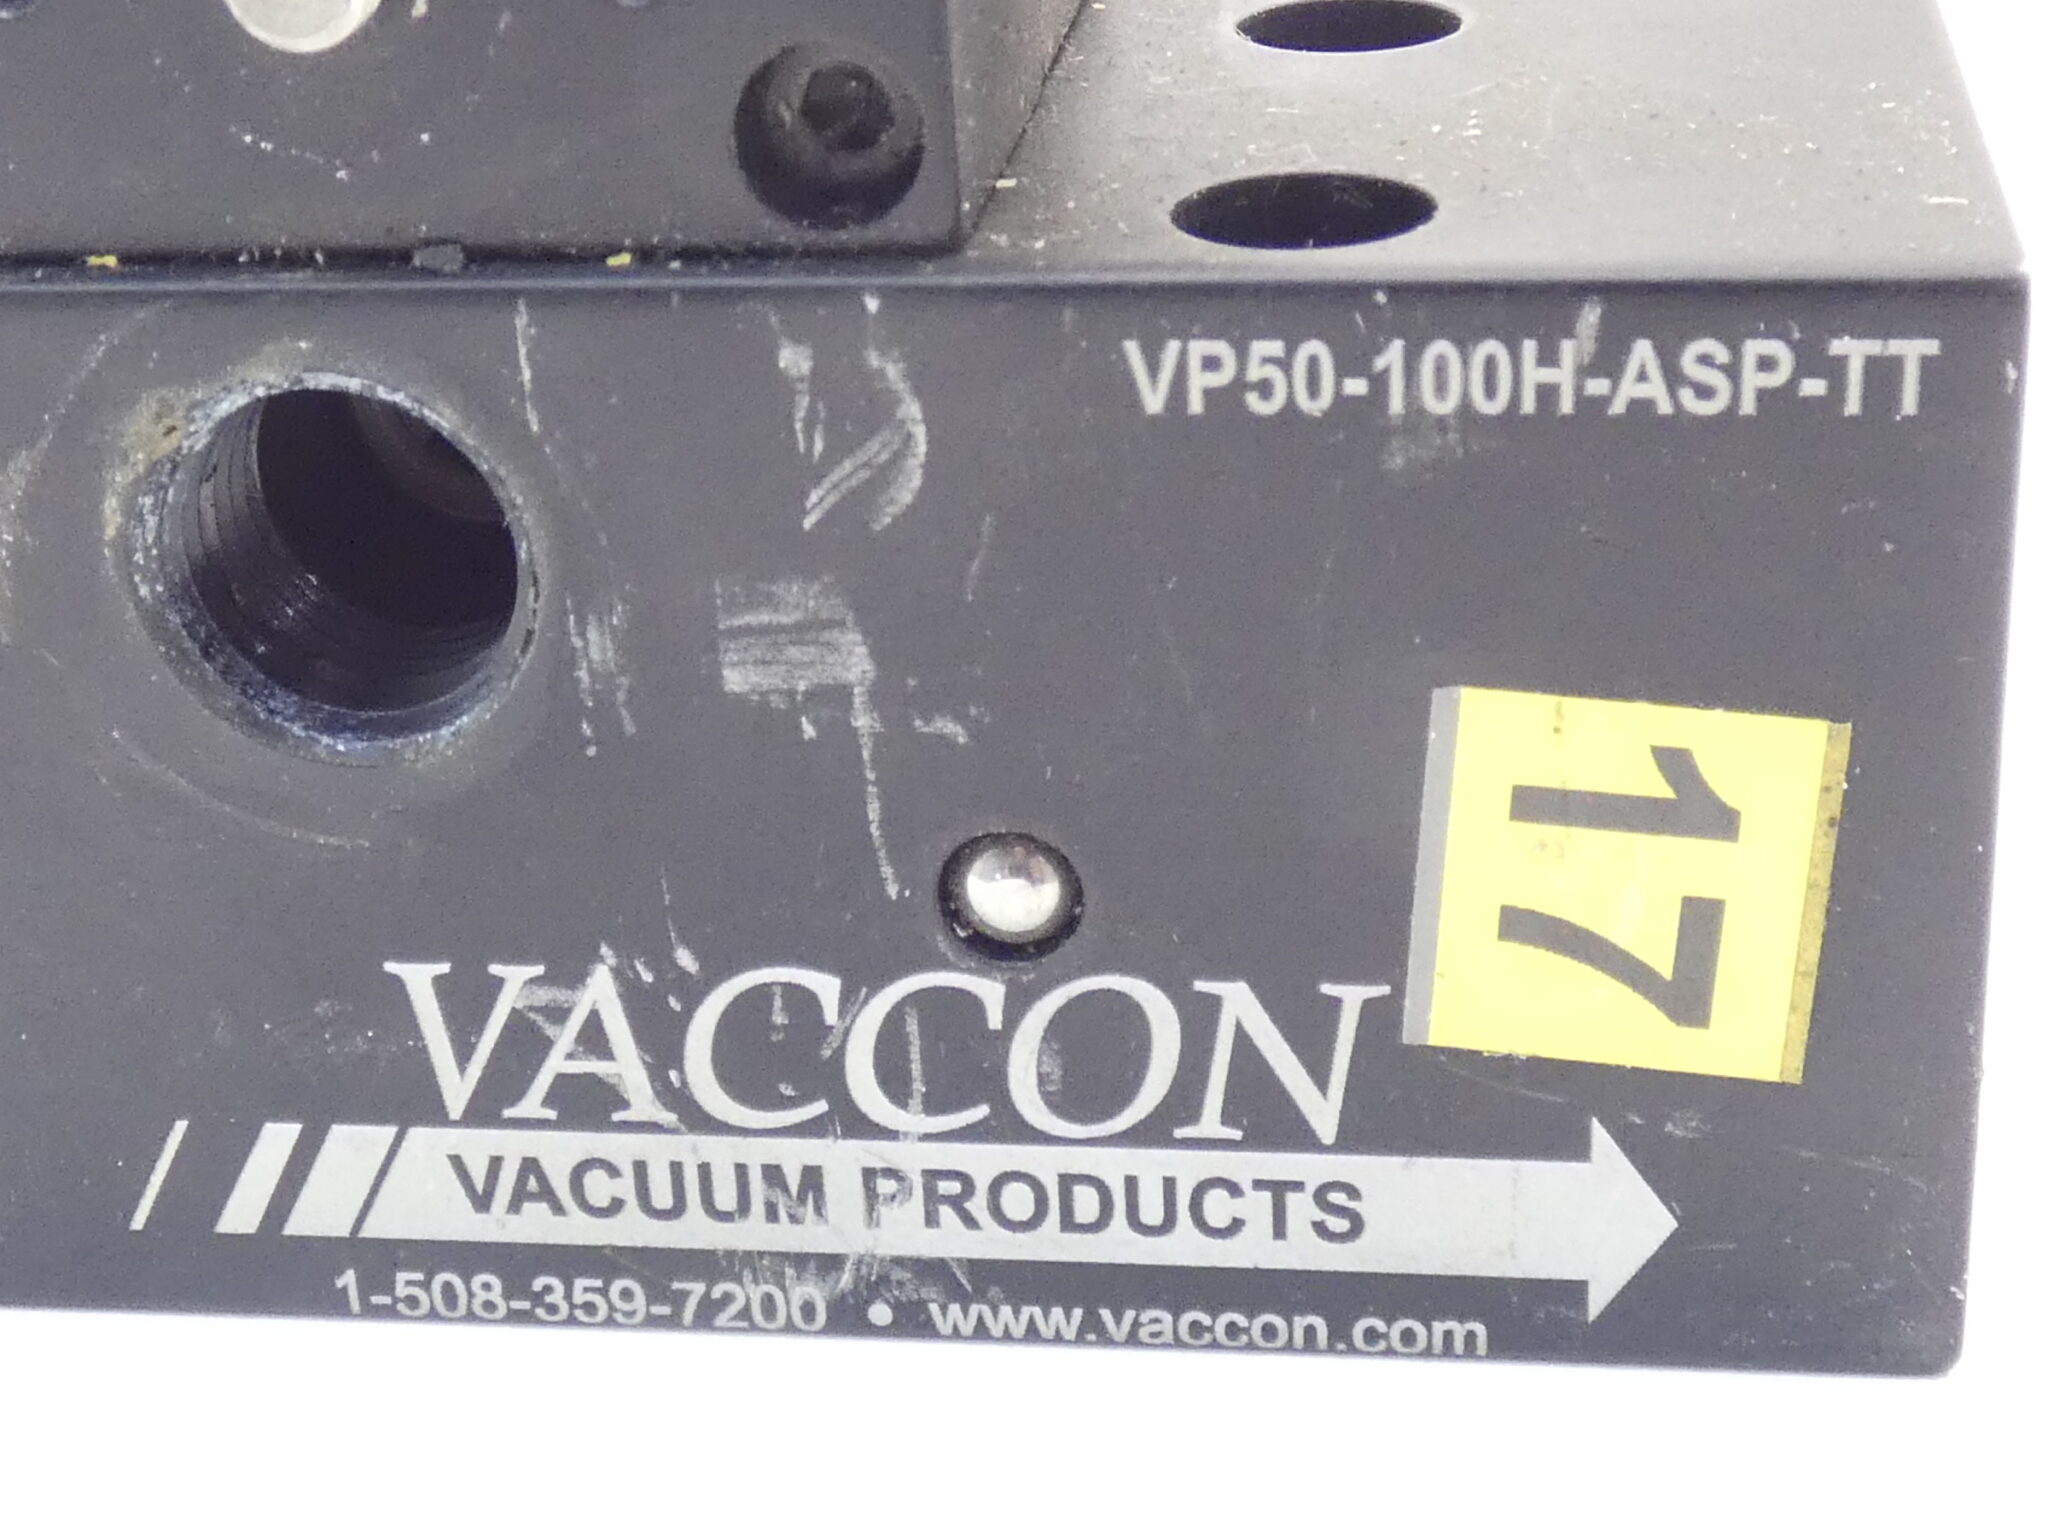 VP50-100H-ASP-TT
17
VACCON
VACUUM PRODUCTS
1-508-359-7200 • www.vaccon.com